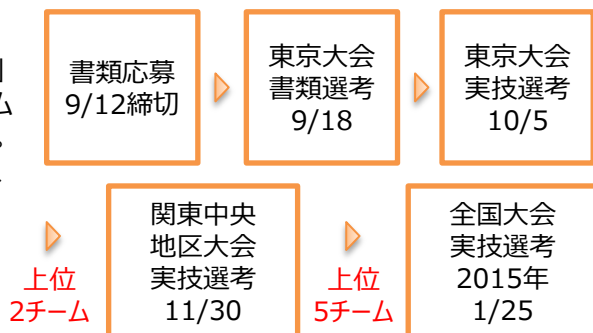 書類応募
9/12締切
東京大会
書類選考
9/18
東京大会
実技選考
10/5
ム
上位
2チーム
関東中央
地区大会
実技選考
11/30
上位
5チーム
全国大会
実技選考
2015年
1/25